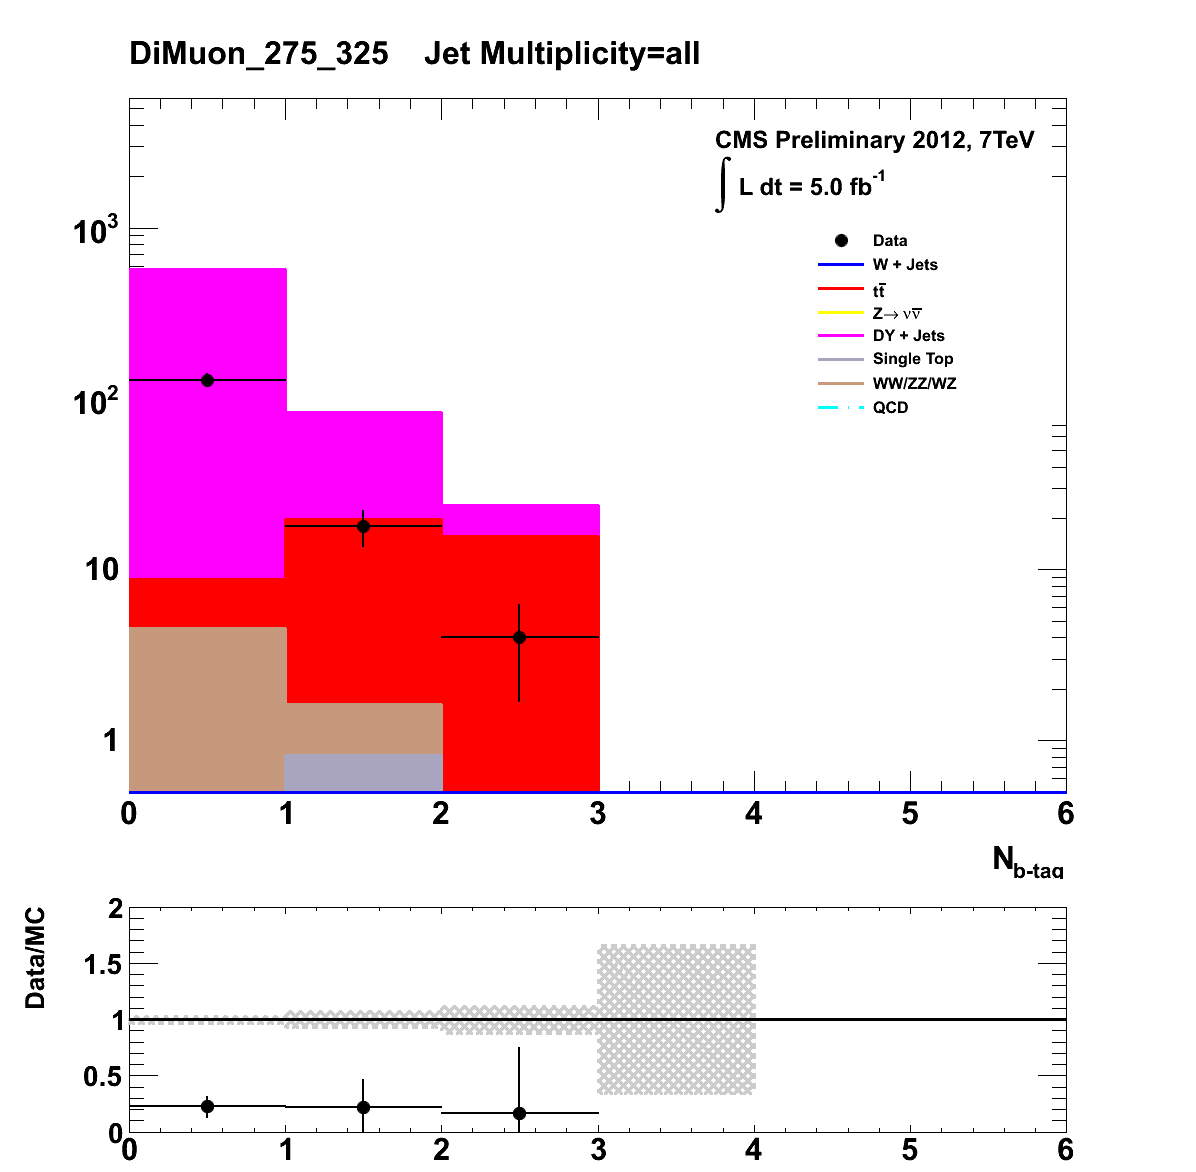 DiMuon_275_325 Jet Multiplicity=all
CMS Preliminary 2012, 7TeV
∫ L dt = 5.0 fb⁻¹
Data
W + Jets
tt̅
Z→ νν̅
DY + Jets
Single Top
WW/ZZ/WZ
QCD
10³
10²
10
1
0 1 2 3 4 5 6
N b-tag
Data/MC
2
1.5
1
0.5
0
0 1 2 3 4 5 6